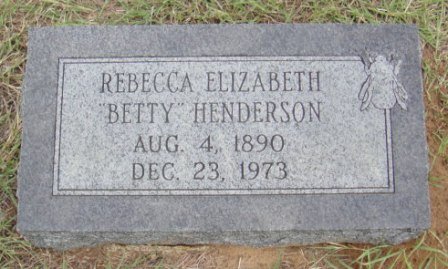 REBECCA ELIZABETH
"BETTY" HENDERSON
AUG. 4, 1890
DEC. 23, 1973